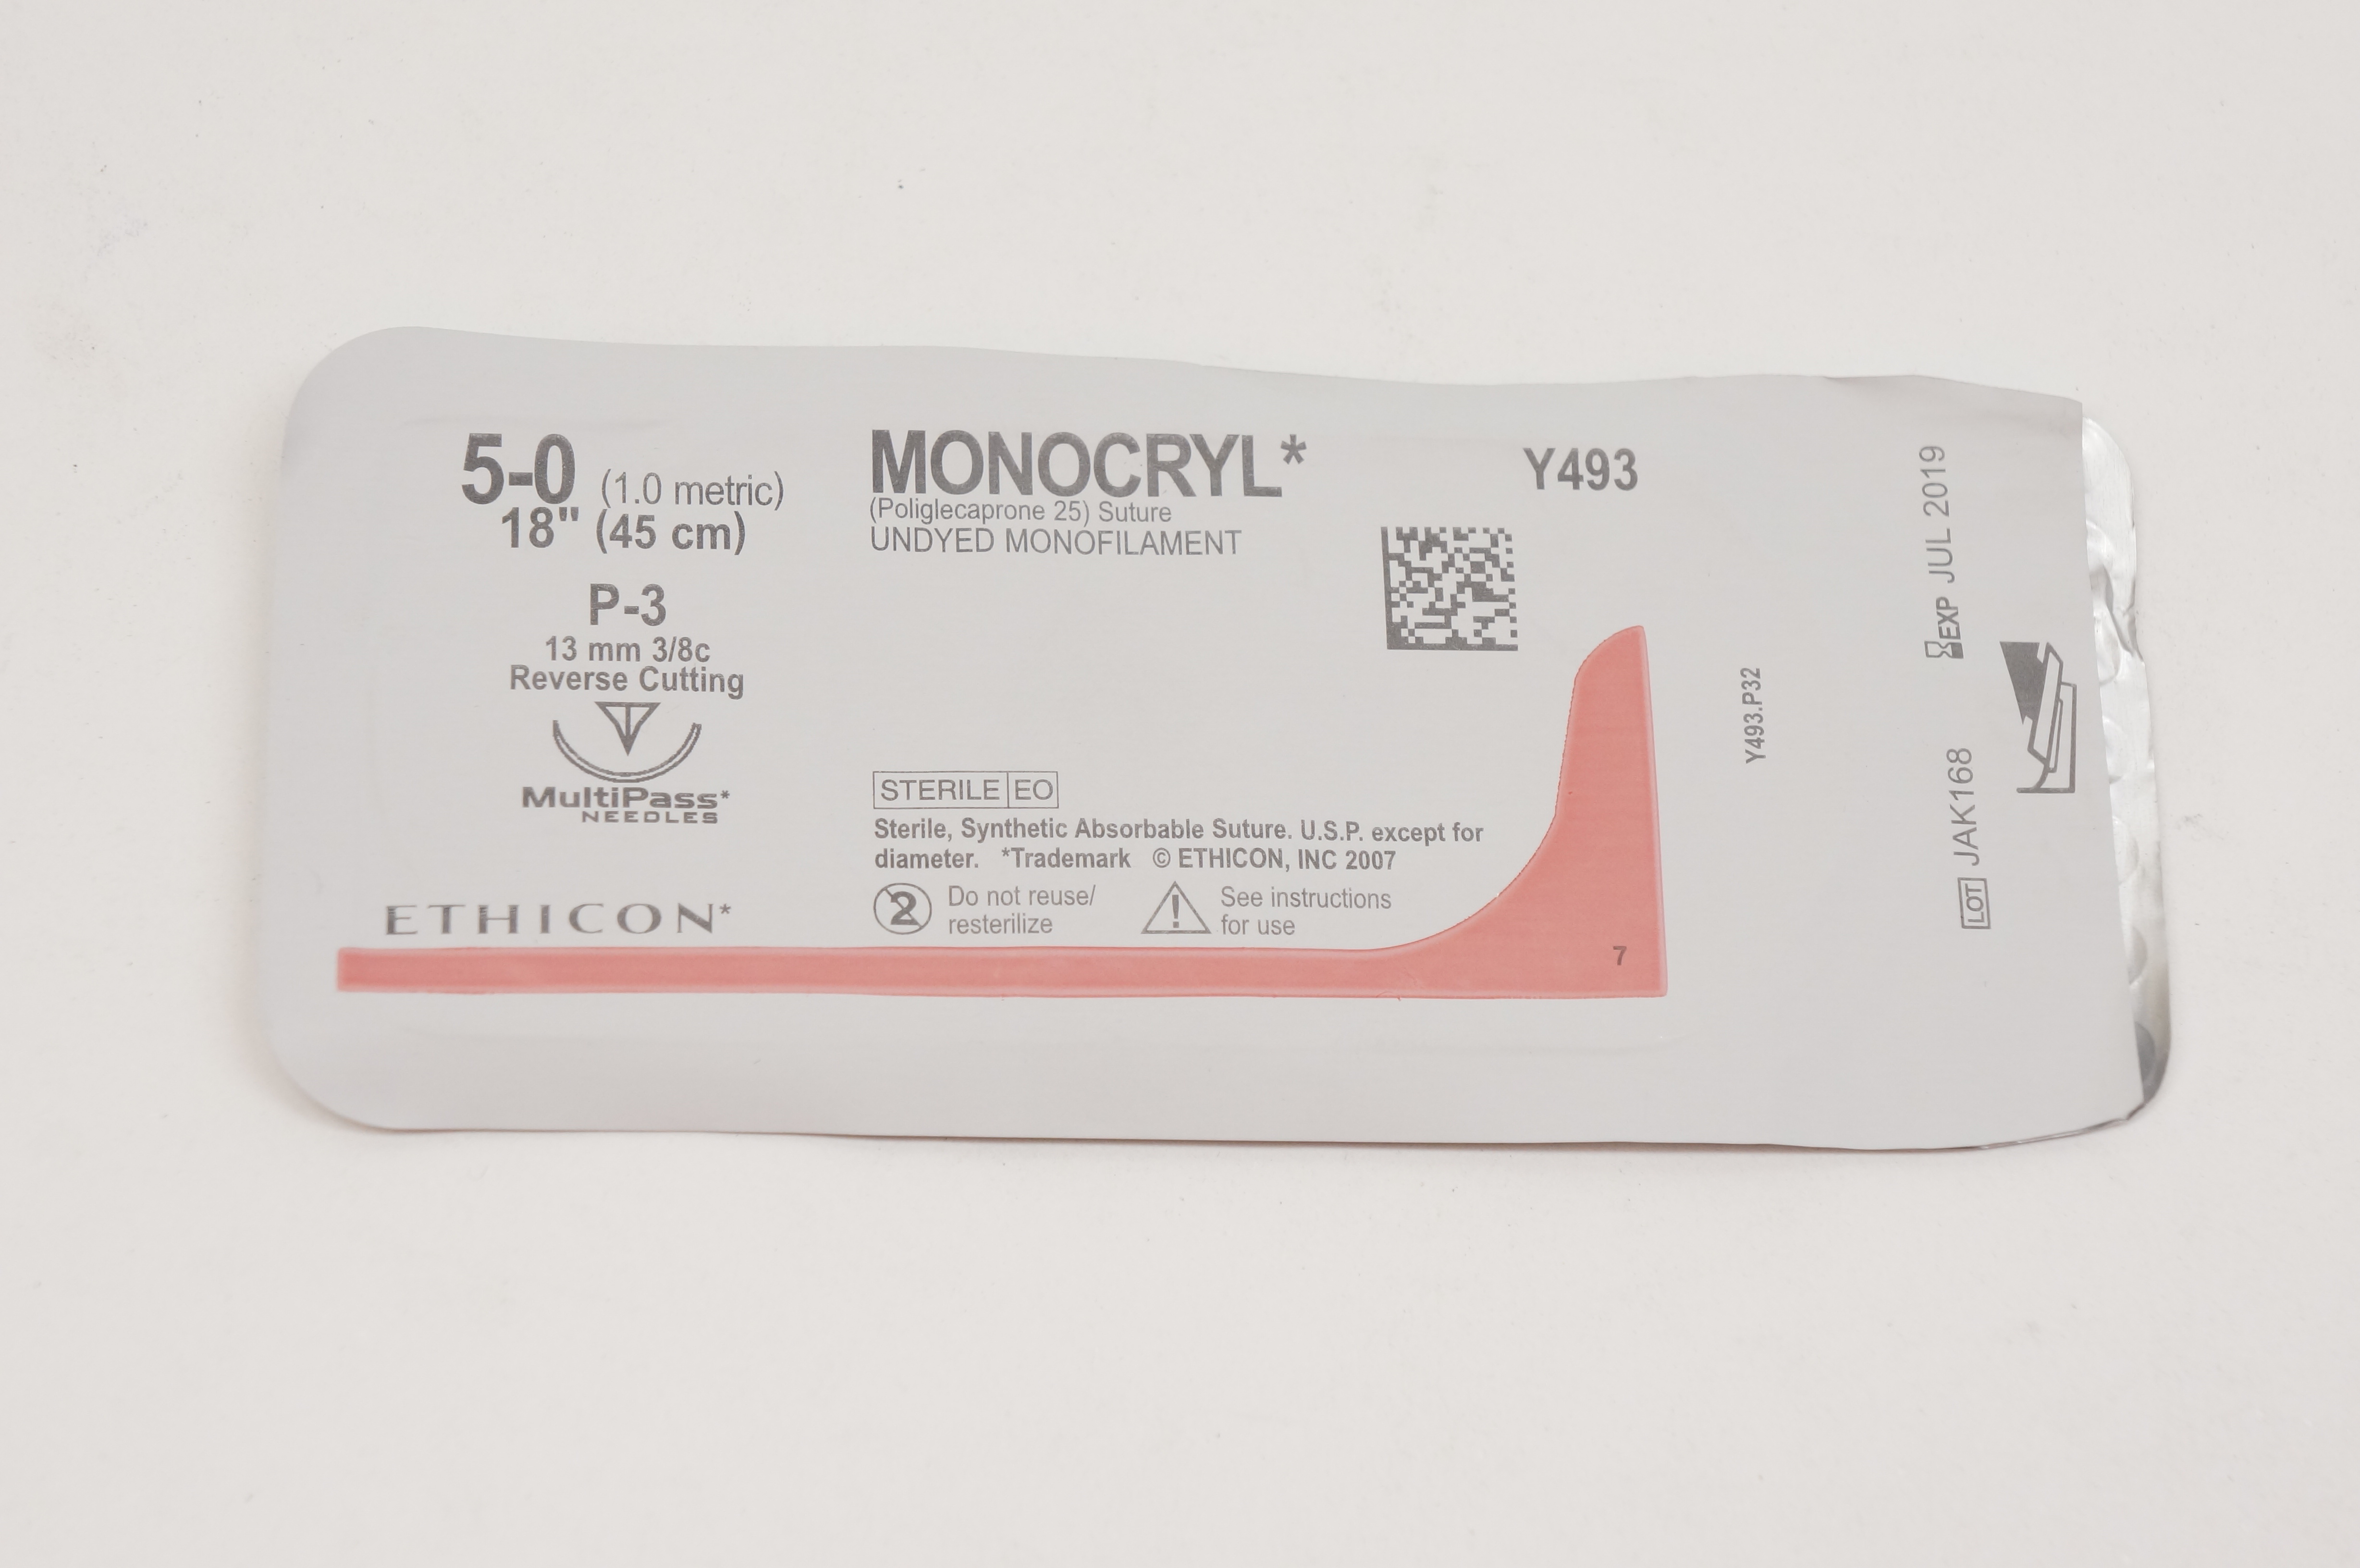 5-0 (1.0 metric)
18" (45 cm)
P-3
13 mm 3/8c
Reverse Cutting
MultiPass*
NEEDLES
ETHICON*
MONOCRYL*
(Poliglecaprone 25) Suture
UNDYED MONOFILAMENT
STERILE EO
Sterile, Synthetic Absorbable Suture. U.S.P. except for
diameter. *Trademark © ETHICON, INC 2007
2 Do not reuse/
resterilize
! See instructions
for use
Y493
7
Y493.P32
EXP JUL 2019
LOT JAK168